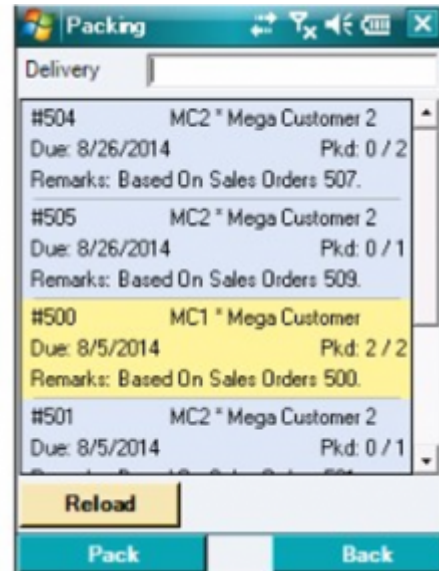 Packing
Delivery
#504 MC2 * Mega Customer 2
Due: 8/26/2014 Pkd: 0 / 2
Remarks: Based On Sales Orders 507.
#505 MC2 * Mega Customer 2
Due: 8/26/2014 Pkd: 0 / 1
Remarks: Based On Sales Orders 509.
#500 MC1 * Mega Customer
Due: 8/5/2014 Pkd: 2 / 2
Remarks: Based On Sales Orders 500.
#501 MC2 * Mega Customer 2
Due: 8/5/2014 Pkd: 0 / 1
Reload
Pack Back